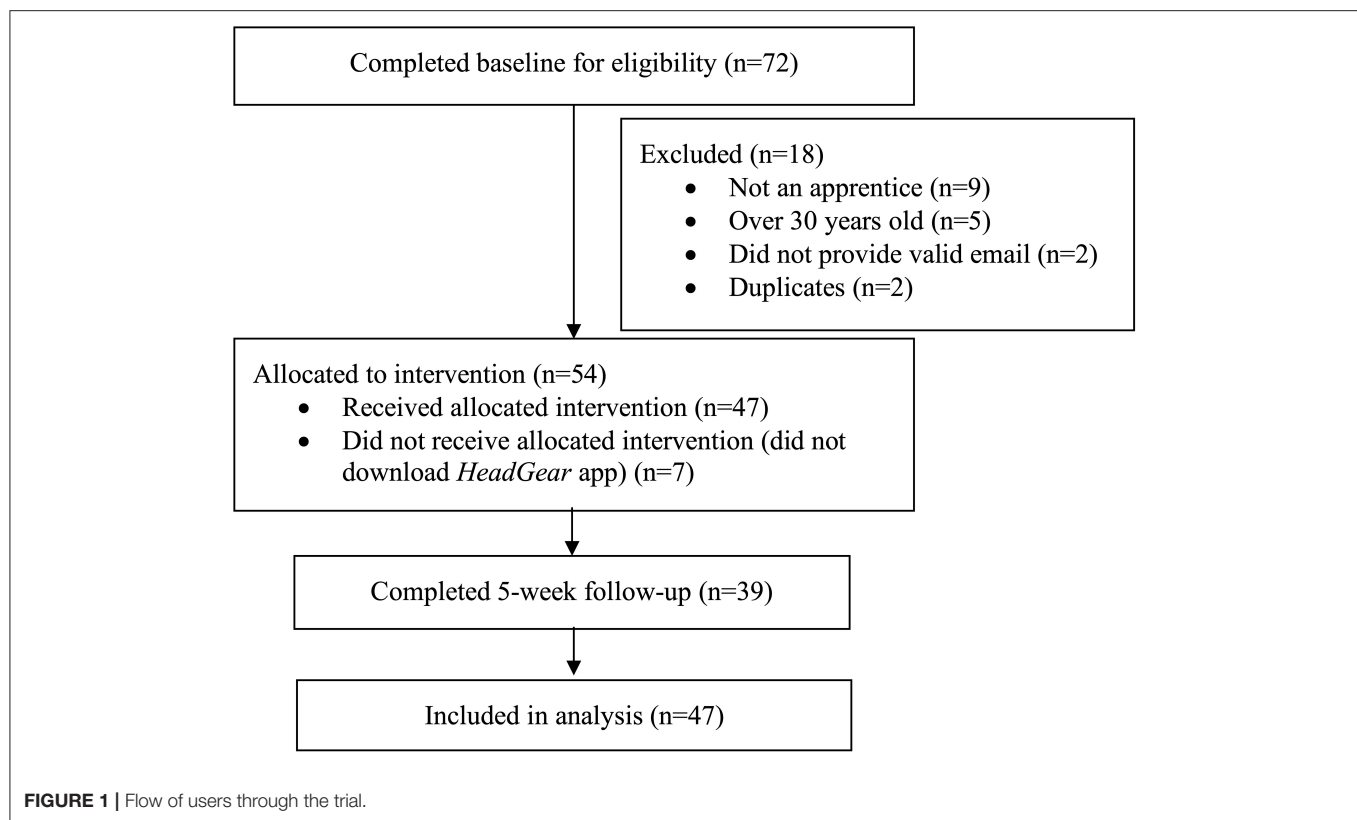 Completed baseline for eligibility (n=72)
Excluded (n=18)
• Not an apprentice (n=9)
• Over 30 years old (n=5)
• Did not provide valid email (n=2)
• Duplicates (n=2)
Allocated to intervention (n=54)
• Received allocated intervention (n=47)
• Did not receive allocated intervention (did not
download HeadGear app) (n=7)
Completed 5-week follow-up (n=39)
Included in analysis (n=47)
FIGURE 1 | Flow of users through the trial.